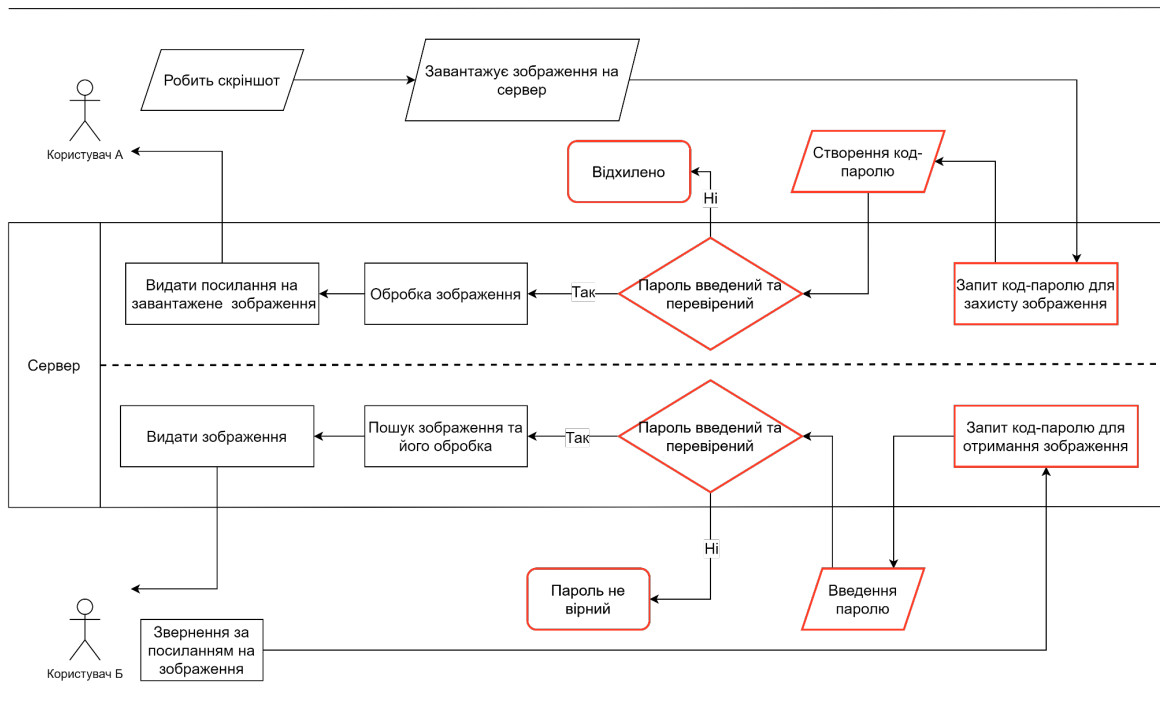 Робить скріншот
Завантажує зображення на
сервер
Користувач А
Відхилено
Створення код-
паролю
Ні
Видати посилання на
завантажене зображення
Обробка зображення
Так
Пароль введений та
перевірений
Запит код-паролю для
захисту зображення
Сервер
Видати зображення
Пошук зображення та
його обробка
Так
Пароль введений та
перевірений
Запит код-паролю для
отримання зображення
Ні
Пароль не
вірний
Введення
паролю
Користувач Б
Звернення за
посиланням на
зображення